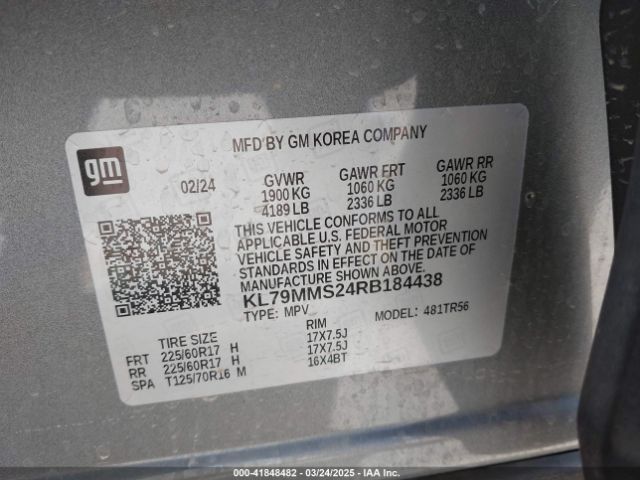 MFD BY GM KOREA COMPANY
gm
02/24
GVWR GAWR FRT GAWR RR
1900 KG 1060 KG 1060 KG
4189 LB 2336 LB 2336 LB
THIS VEHICLE CONFORMS TO ALL
APPLICABLE U.S. FEDERAL MOTOR
VEHICLE SAFETY AND THEFT PREVENTION
STANDARDS IN EFFECT ON THE DATE OF
MANUFACTURE SHOWN ABOVE.
KL79MMS24RB184438
TYPE: MPV MODEL: 481TR56
TIRE SIZE RIM
FRT 225/60R17 H 17X7.5J
RR 225/60R17 H 17X7.5J
SPA T125/70R16 M 16X4BT
000-41848482 - 03/24/2025 - IAA Inc.